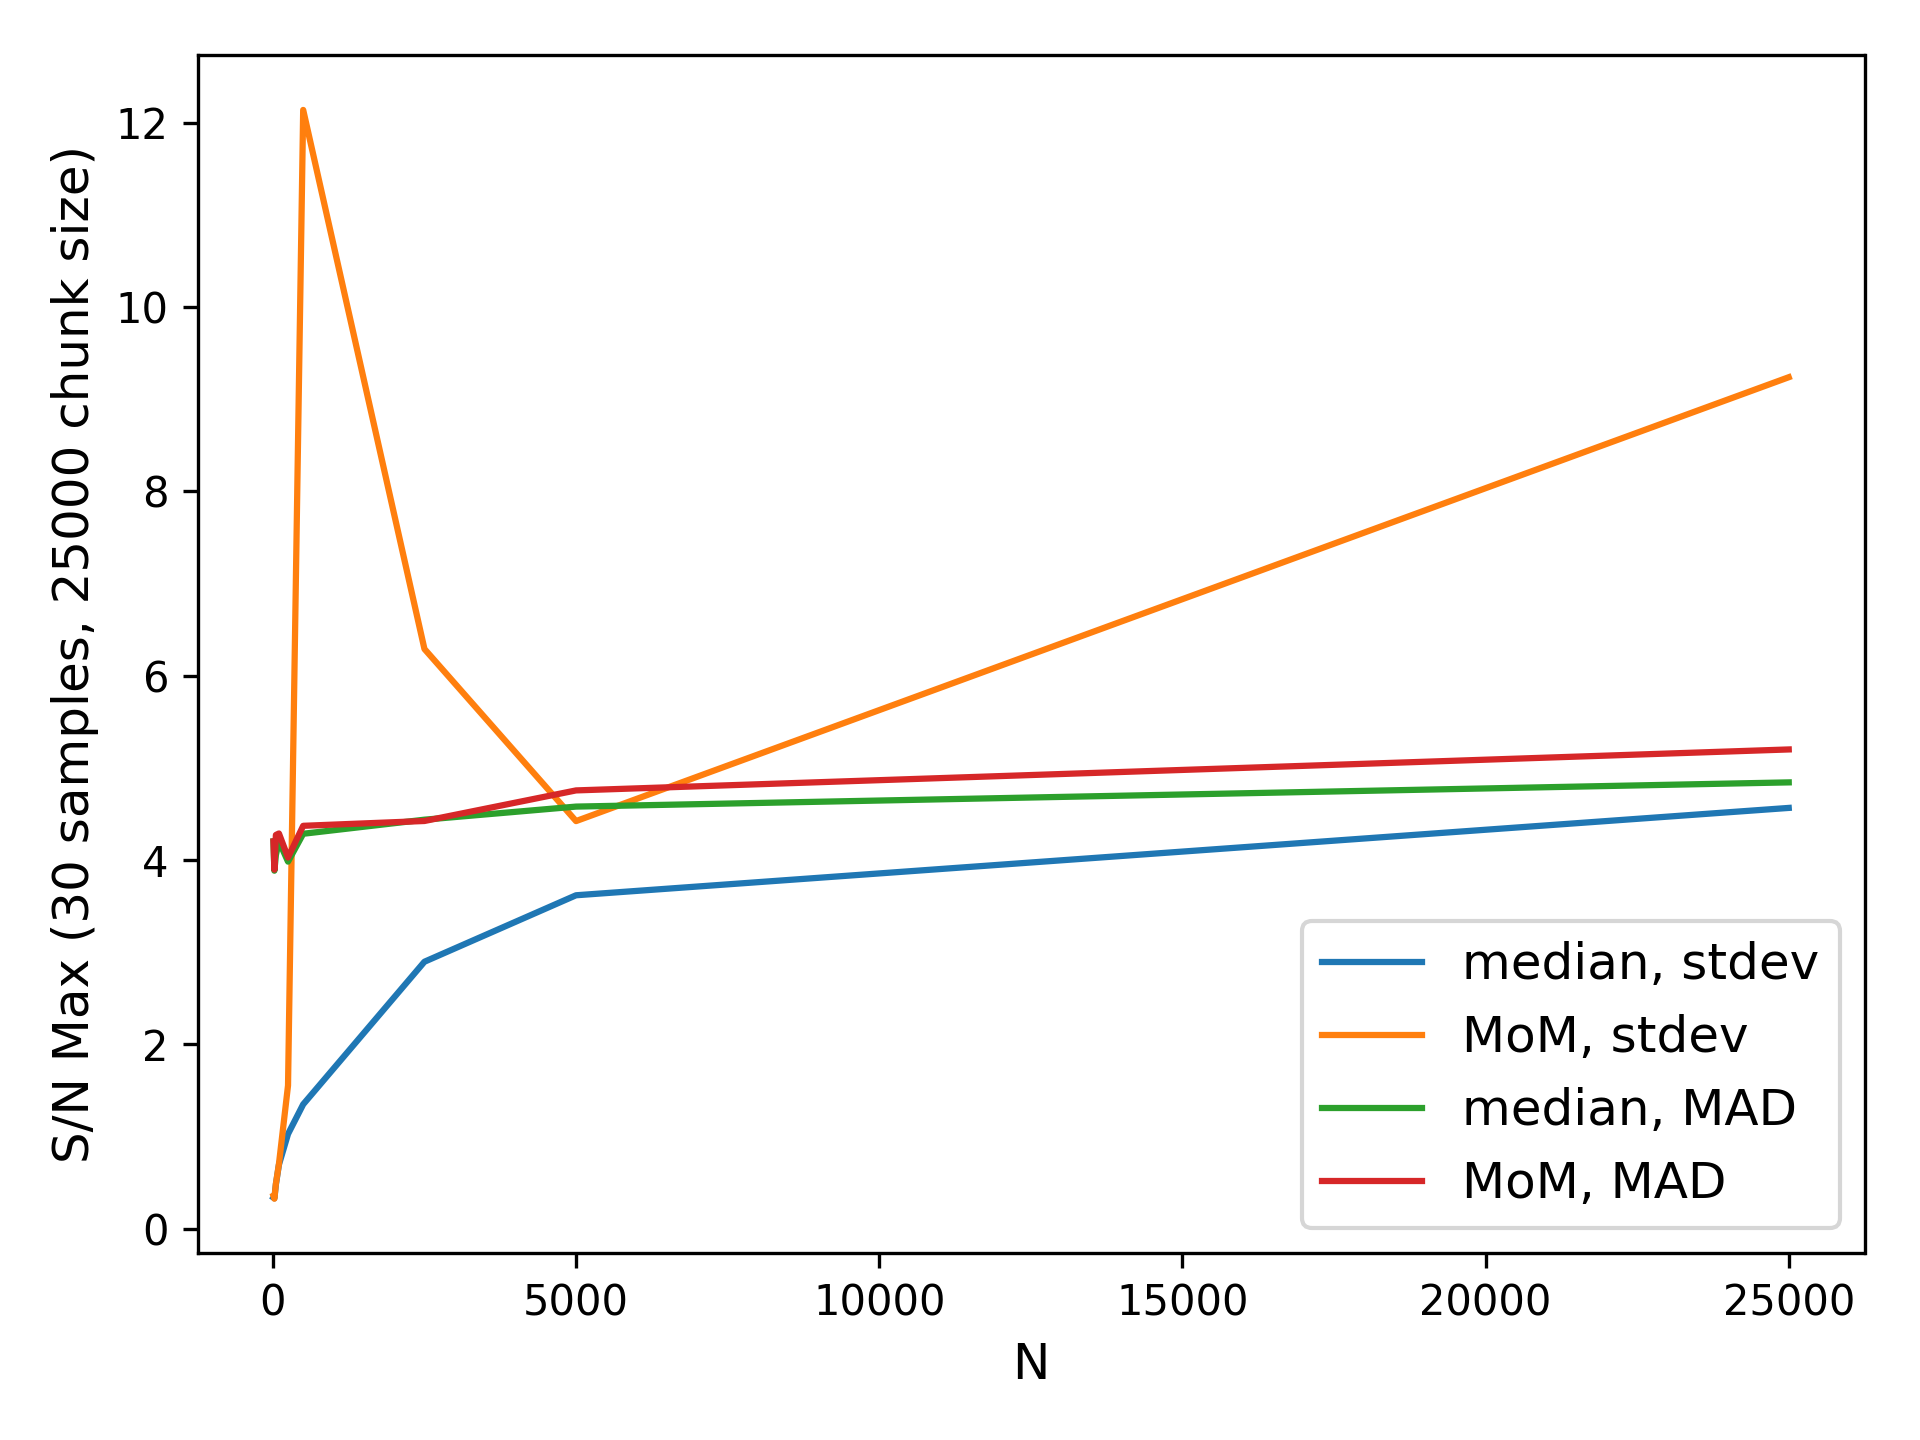 S/N Max (30 samples, 25000 chunk size)
12
10
8
6
4
2
0
median, stdev
MoM, stdev
median, MAD
MoM, MAD
0 5000 10000 15000 20000 25000
N